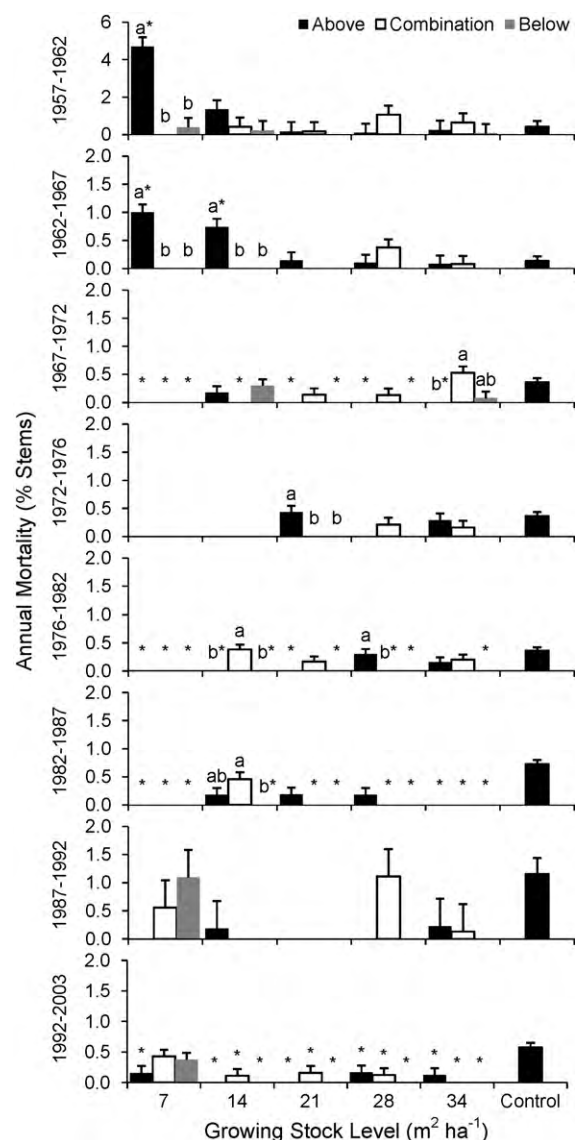 Above Combination Below
Annual Mortality (% Stems)
1957-1962
6
4
2
0
a*
b b
1962-1967
2.0
1.5
1.0
0.5
0.0
a* a*
b b b b
1967-1972
2.0
1.5
1.0
0.5
0.0
a
* * * * * * * * b* ab
1972-1976
2.0
1.5
1.0
0.5
0.0
a
b b
1976-1982
2.0
1.5
1.0
0.5
0.0
a a
* * * b* b* * * b* * *
1982-1987
2.0
1.5
1.0
0.5
0.0
a
ab
* * * b* * * * * * * *
1987-1992
2.0
1.5
1.0
0.5
0.0
1992-2003
2.0
1.5
1.0
0.5
0.0
* * * * * * * * * * * * *
7 14 21 28 34 Control
Growing Stock Level (m² ha⁻¹)